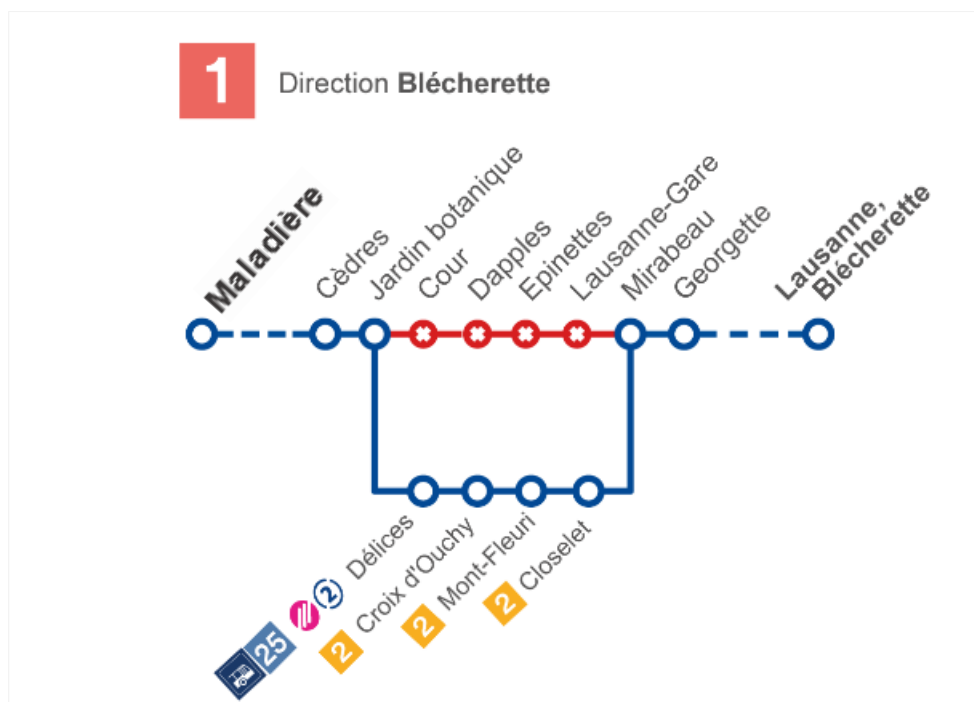 1
Direction Blécherette
Maladière
Cèdres
Jardin botanique
Cour
Dapples
Epinettes
Lausanne-Gare
Mirabeau
Georgette
Lausanne,
Blécherette
25 2 Délices
2 Croix d'Ouchy
2 Mont-Fleuri
2 Closelet